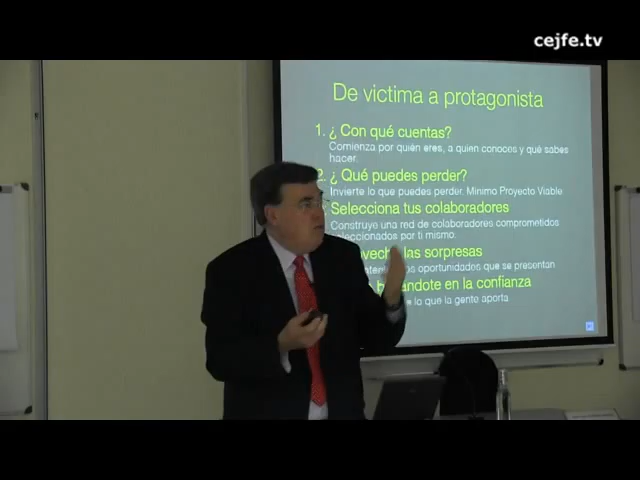 cejfe.tv
De victima a protagonista
1. ¿ Con qué cuentas?
Comienza por quién eres, a quien conoces y qué sabes
hacer.
2. ¿ Qué puedes perder?
Invierte lo que puedes perder. Minimo Proyecto Viable
Selecciona tus colaboradores
Construye una red de colaboradores comprometidos
seleccionados por ti mismo.
las sorpresas
oportunidades que se presentan
en la confianza
lo que la gente aporta